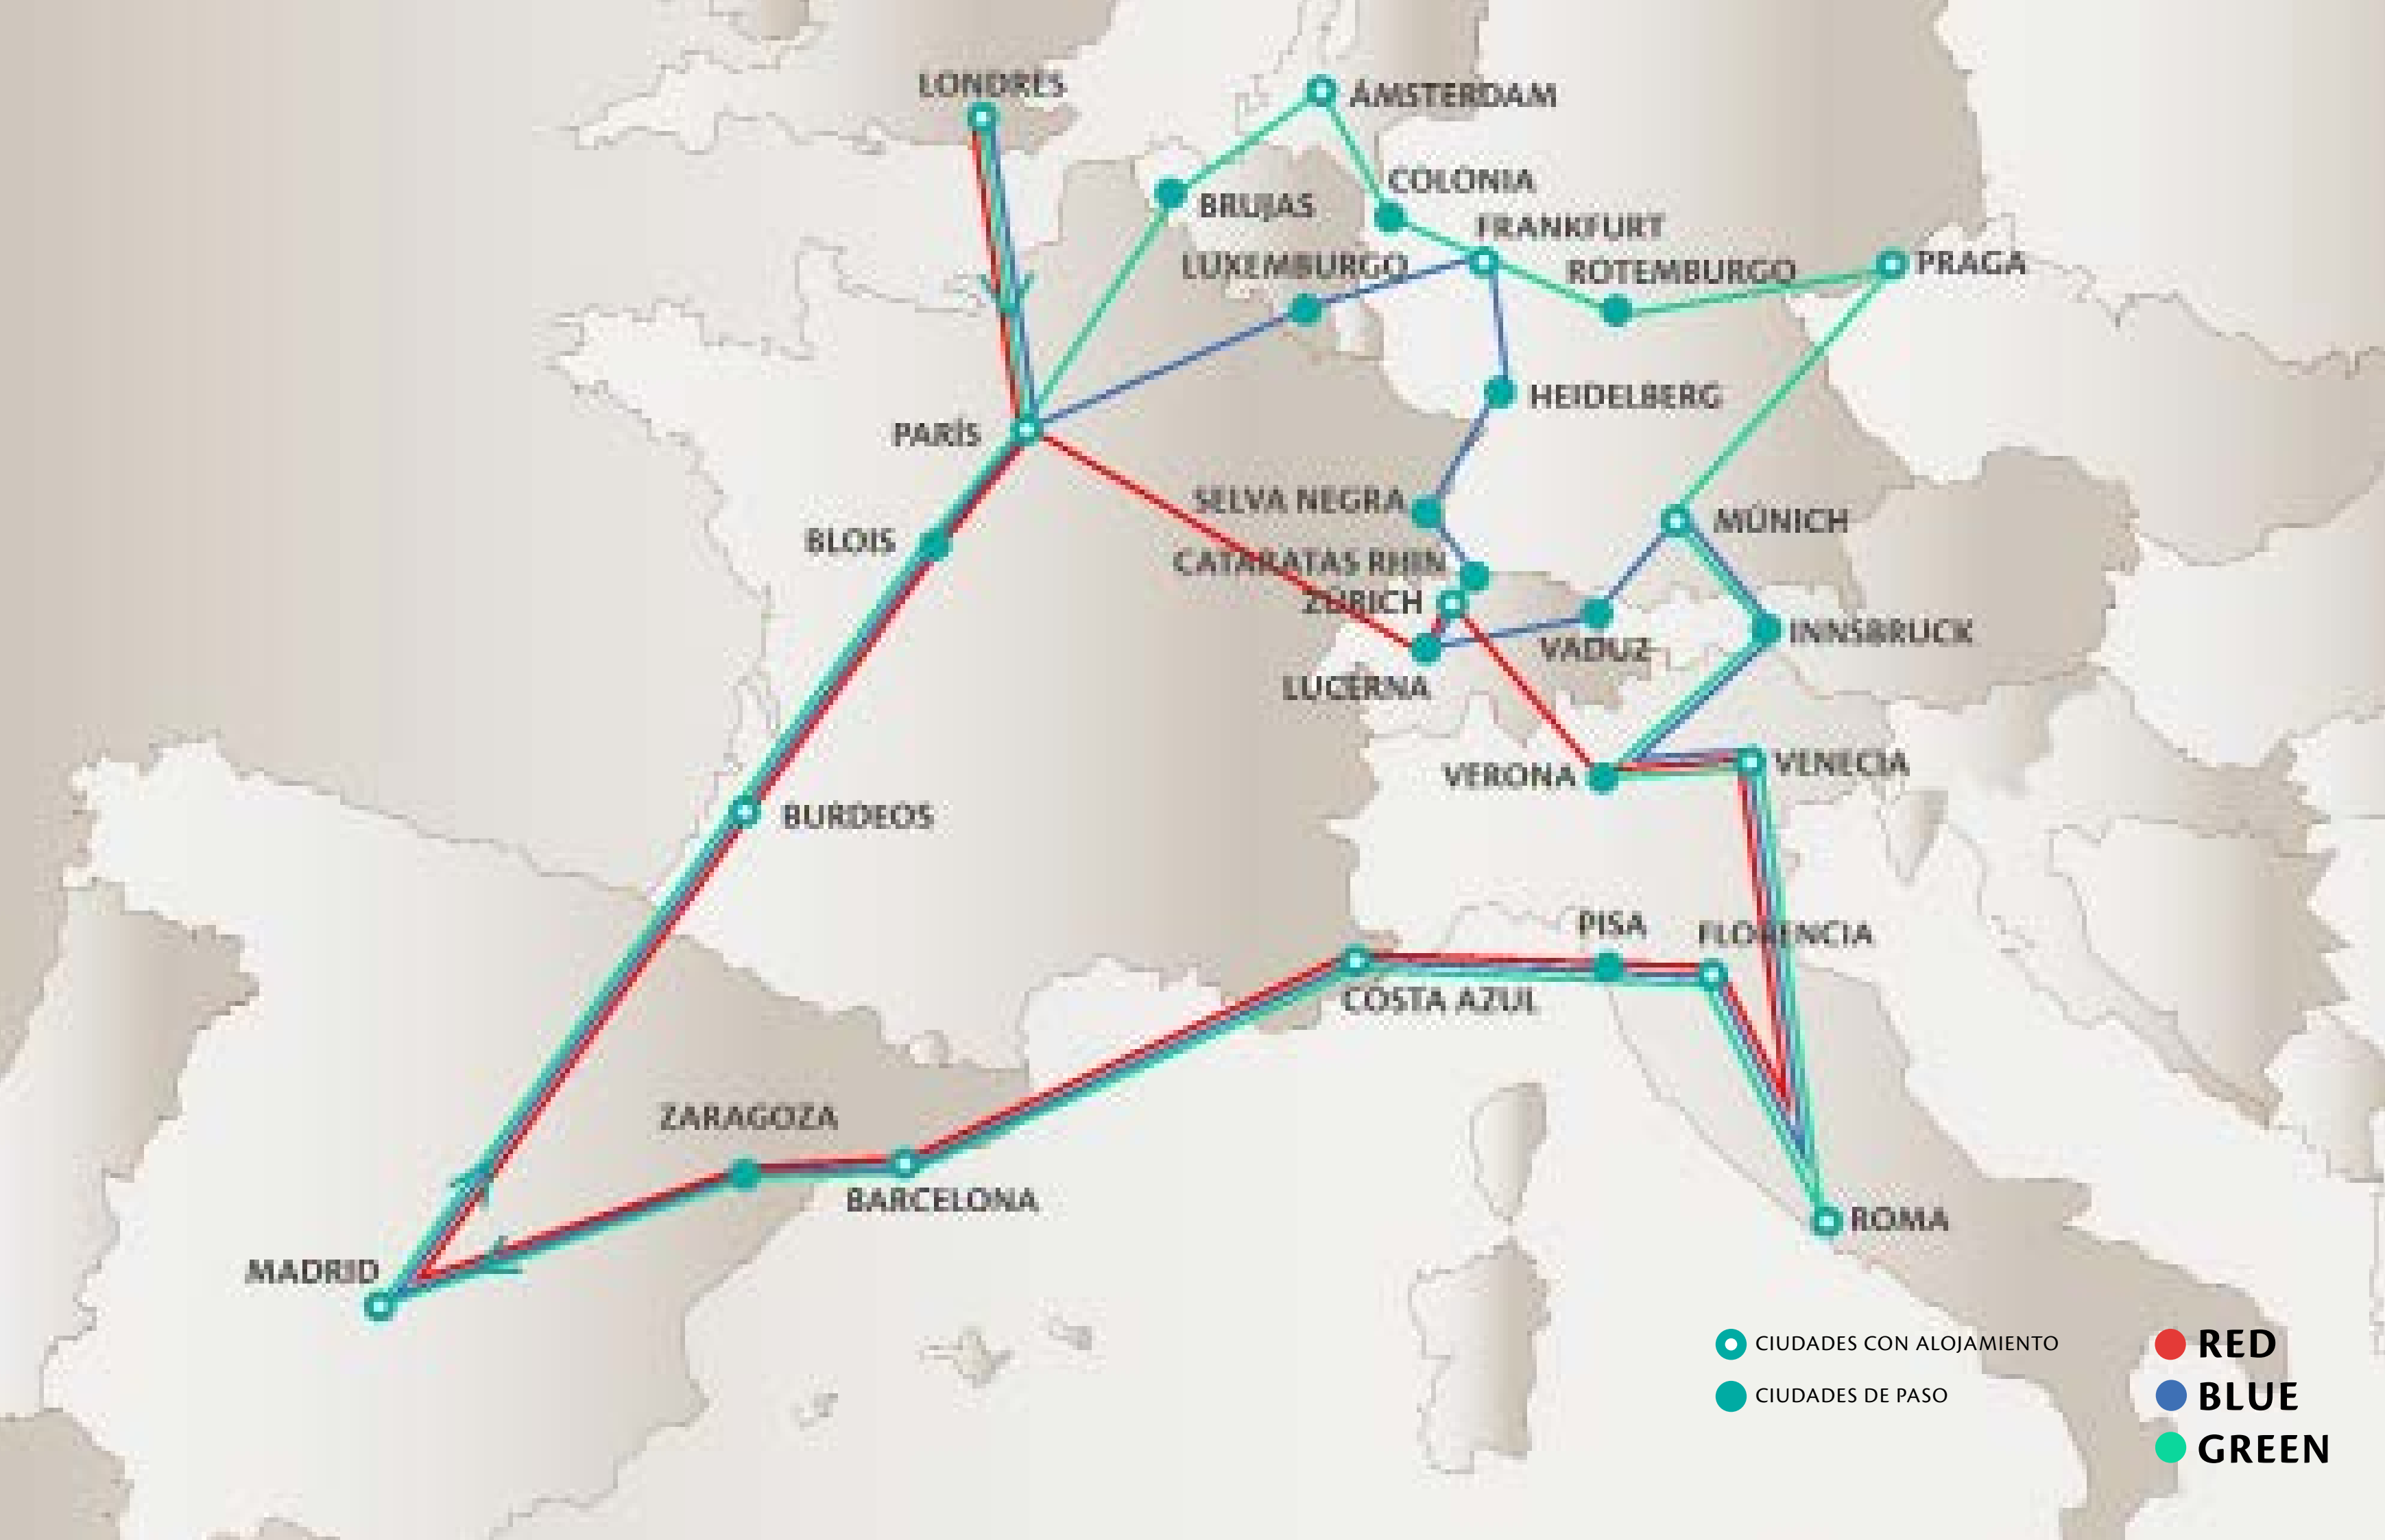 LONDRES
ÁMSTERDAM
COLONIA
BRUJAS
FRANKFURT
LUXEMBURGO
ROTEMBURGO
PRAGA
HEIDELBERG
PARÍS
SELVA NEGRA
MÚNICH
BLOIS
CATARATAS RHIN
ZÚRICH
INNSBRUCK
VADUZ
LUCERNA
VERONA
VENECIA
BURDEOS
PISA
FLORENCIA
COSTA AZUL
ZARAGOZA
BARCELONA
ROMA
MADRID
CIUDADES CON ALOJAMIENTO
CIUDADES DE PASO
RED
BLUE
GREEN